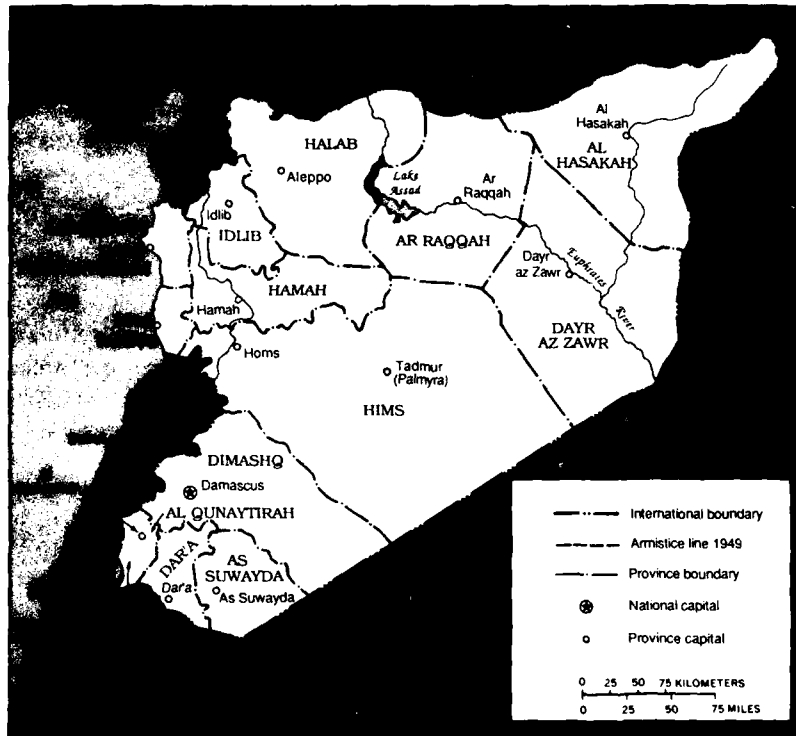 Al
Hasakah
AL
HASAKAH
HALAB
Aleppo
Lake
Assad
Ar
Raqqah
Idlib
IDLIB
AR RAQQAH
Euphrates
River
Dayr
az Zawr
HAMAH
Hamah
DAYR
AZ ZAWR
Homs
Tadmur
(Palmyra)
HIMS
DIMASHQ
Damascus
AL QUNAYTIRAH
DAR'A
AS
SUWAYDA
Dar'a
As Suwayda
International boundary
Armistice line 1949
Province boundary
National capital
Province capital
0 25 50 75 KILOMETERS
0 25 50 75 MILES